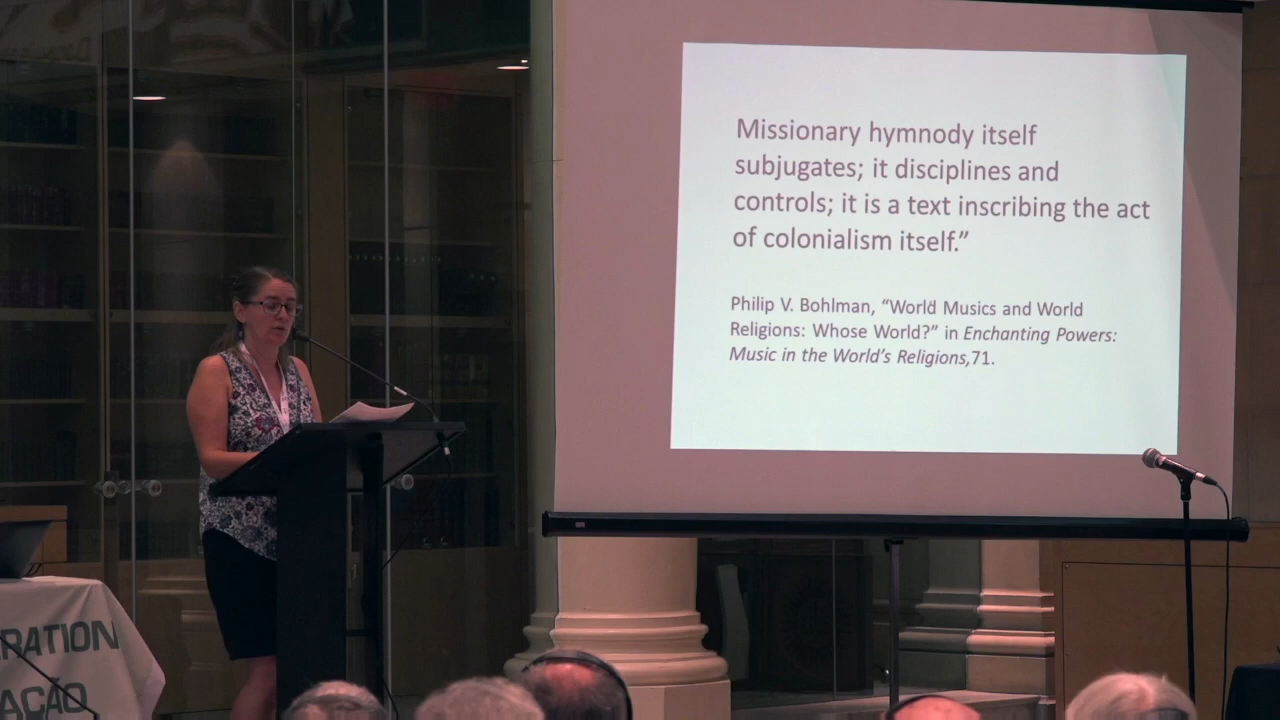 Missionary hymnody itself
subjugates; it disciplines and
controls; it is a text inscribing the act
of colonialism itself.”
Philip V. Bohlman, “World Musics and World
Religions: Whose World?” in Enchanting Powers:
Music in the World’s Religions,71.
RATION
AÇÃO